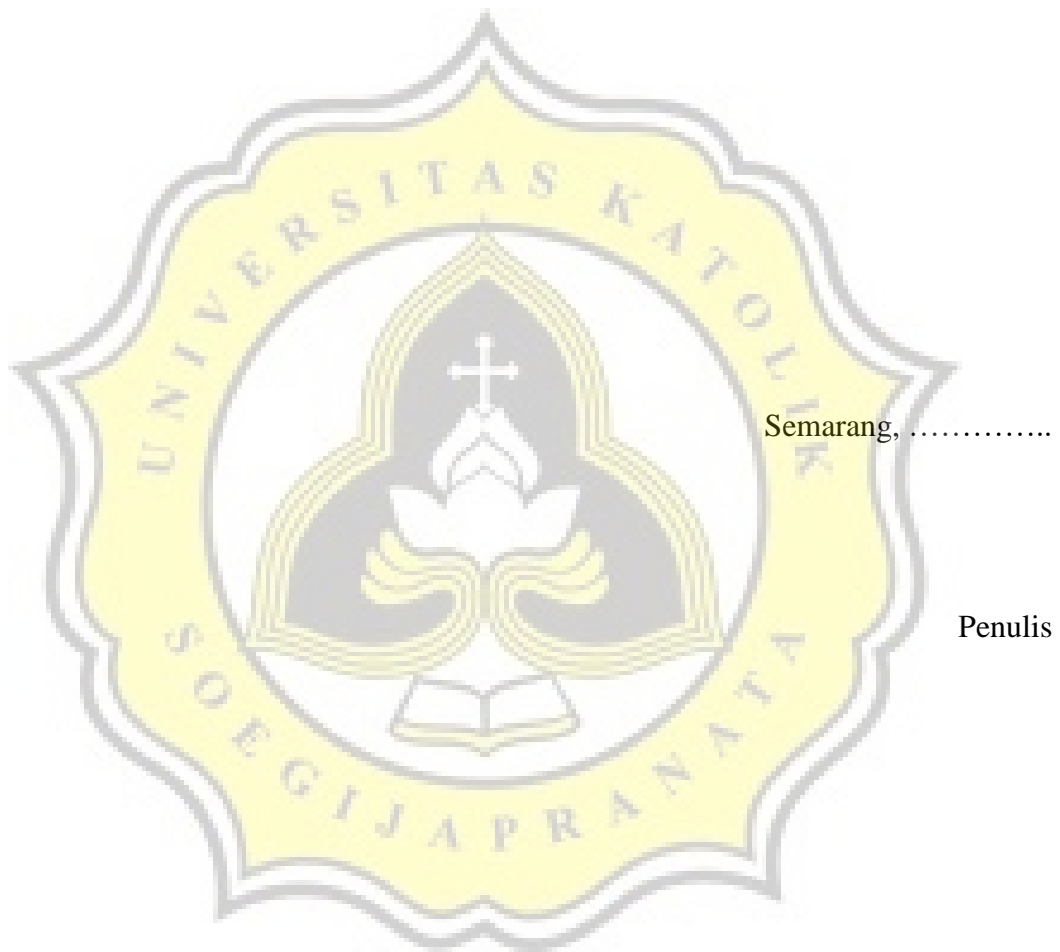 UNIVERSITAS KATOLIK
Semarang, …………..
Penulis
SOEGIJAPRANATA